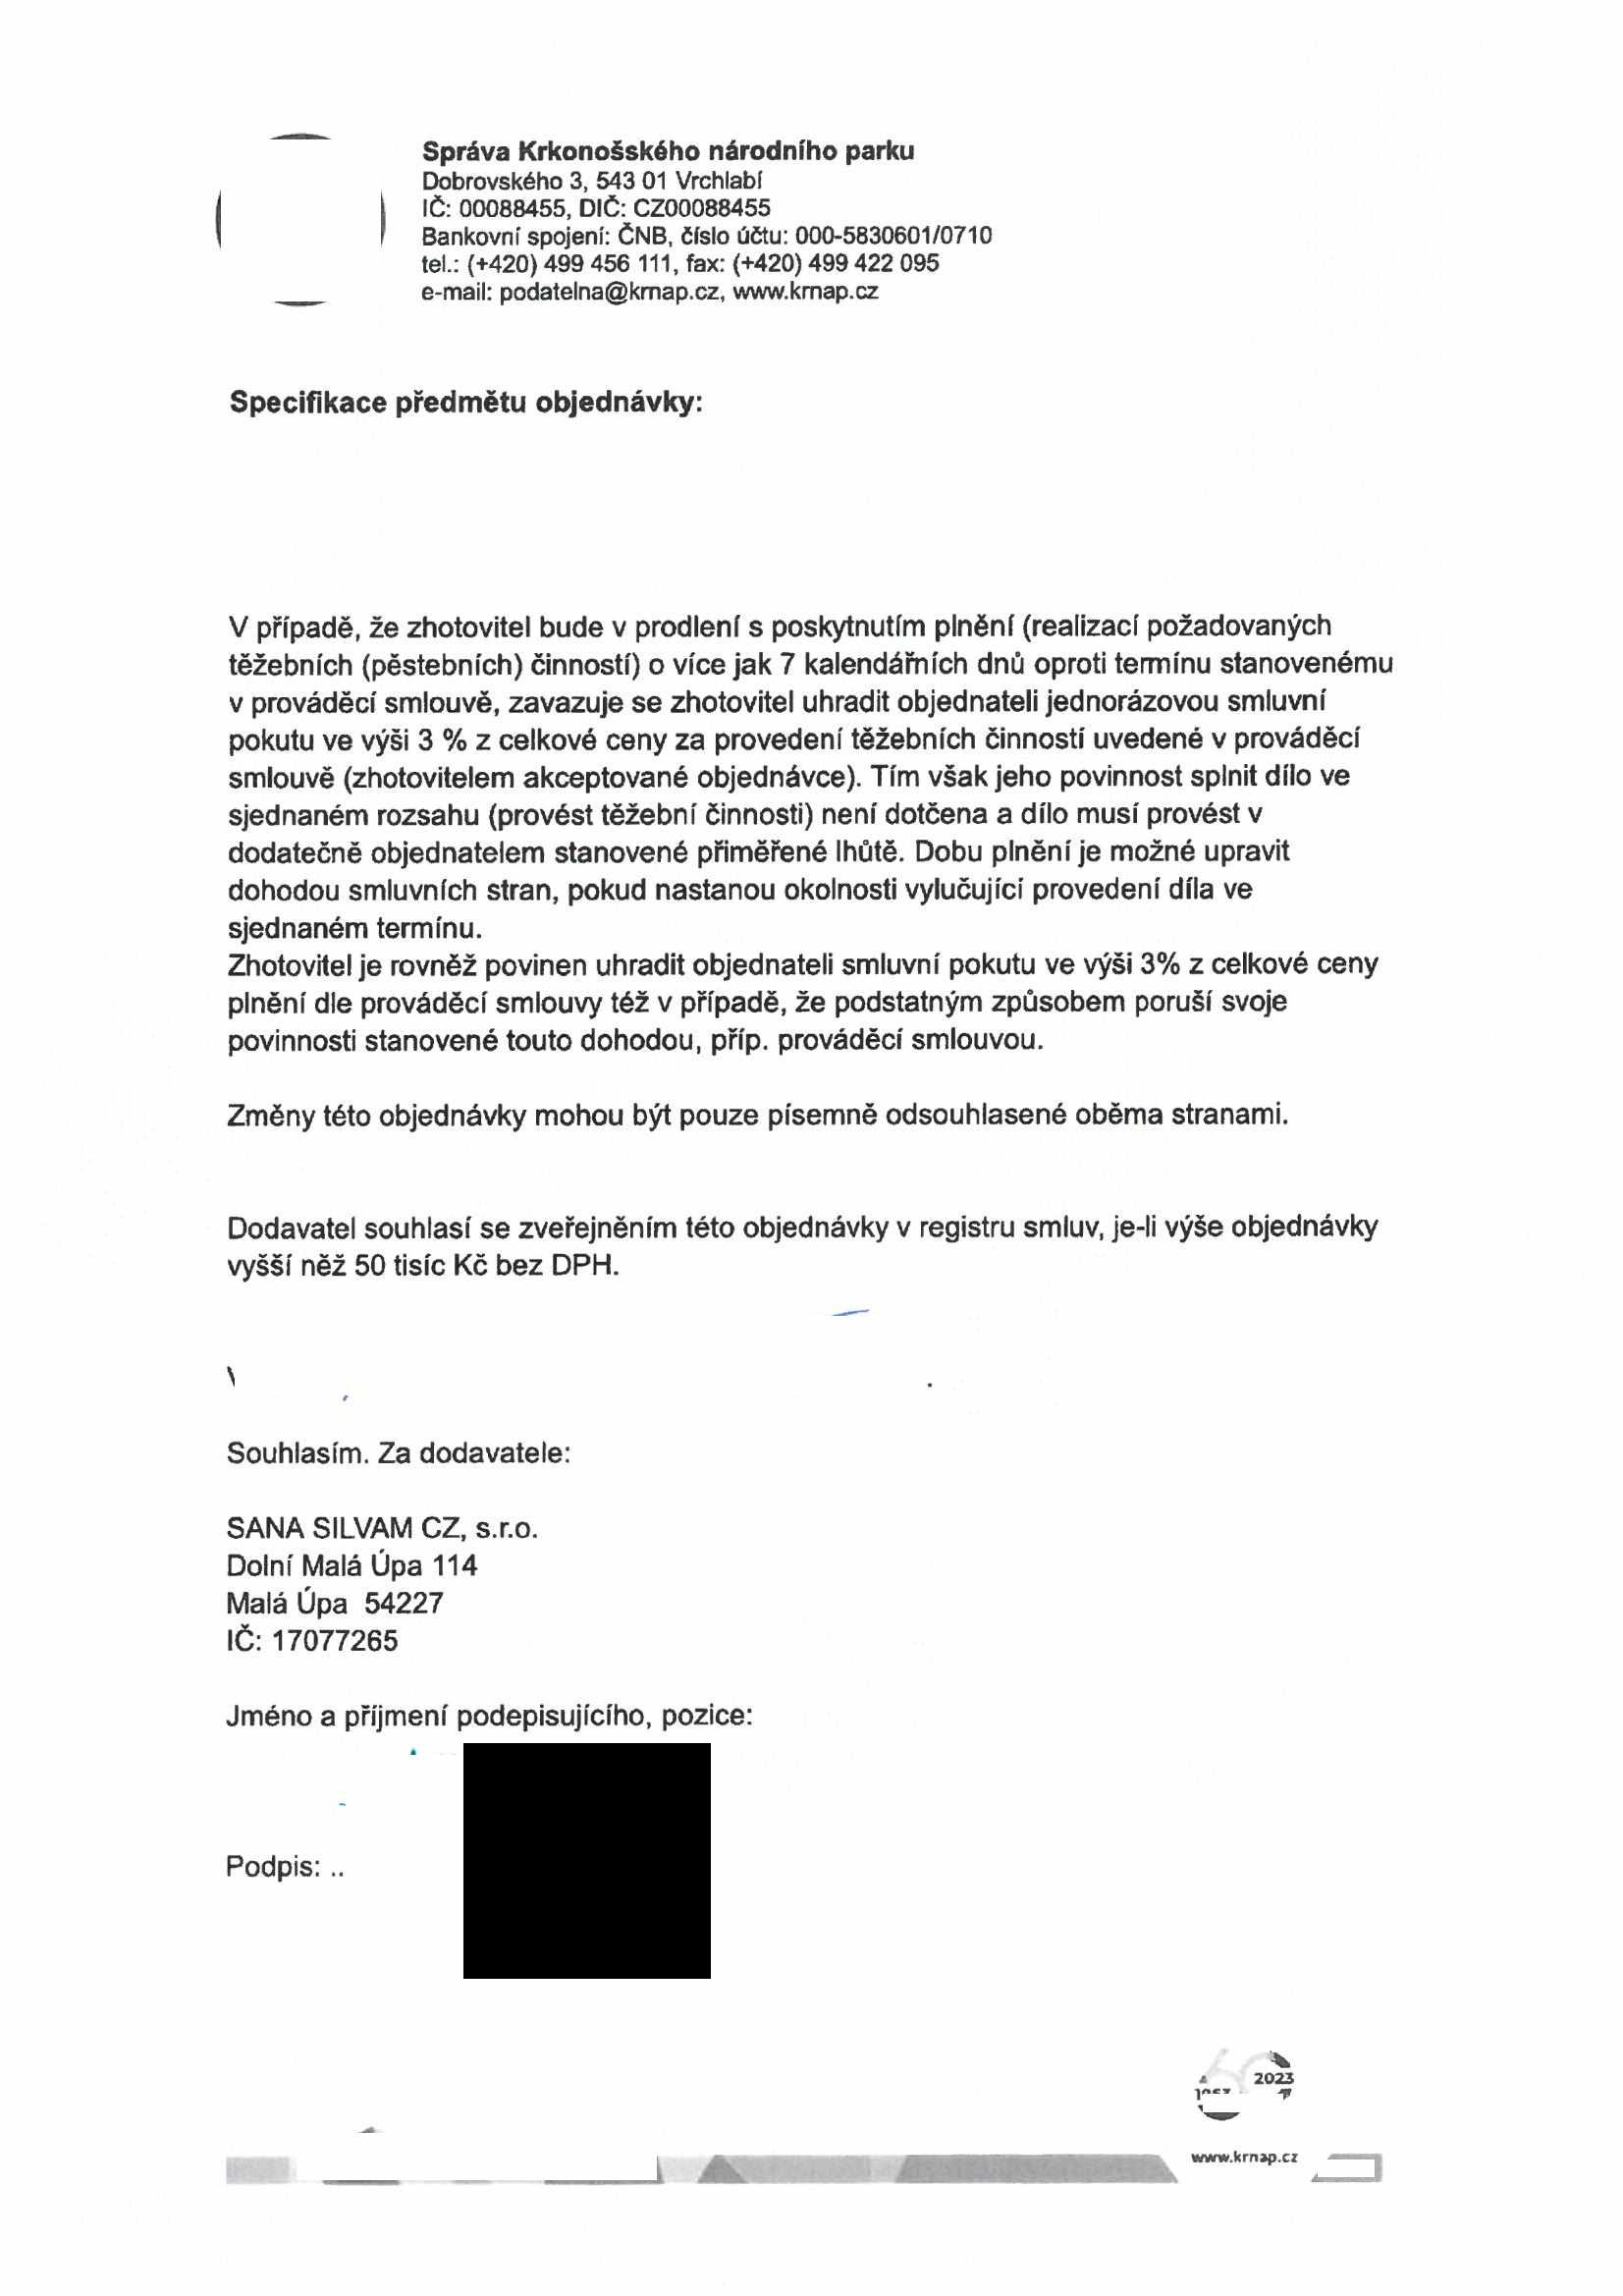 Správa Krkonošského národního parku
Dobrovského 3, 543 01 Vrchlabí
IČ: 00088455, DIČ: CZ00088455
Bankovní spojení: ČNB, číslo účtu: 000-5830601/0710
tel.: (+420) 499 456 111, fax: (+420) 499 422 095
e-mail: podatelna@krnap.cz, www.krnap.cz
Specifikace předmětu objednávky:
V případě, že zhotovitel bude v prodlení s poskytnutím plnění (realizací požadovaných
těžebních (pěstebních) činností) o více jak 7 kalendářních dnů oproti termínu stanovenému
v prováděcí smlouvě, zavazuje se zhotovitel uhradit objednateli jednorázovou smluvní
pokutu ve výši 3 % z celkové ceny za provedení těžebních činností uvedené v prováděcí
smlouvě (zhotovitelem akceptované objednávce). Tím však jeho povinnost splnit dílo ve
sjednaném rozsahu (provést těžební činnosti) není dotčena a dílo musí provést v
dodatečně objednatelem stanovené přiměřené lhůtě. Dobu plnění je možné upravit
dohodou smluvních stran, pokud nastanou okolnosti vylučující provedení díla ve
sjednaném termínu.
Zhotovitel je rovněž povinen uhradit objednateli smluvní pokutu ve výši 3% z celkové ceny
plnění dle prováděcí smlouvy též v případě, že podstatným způsobem poruší svoje
povinnosti stanovené touto dohodou, příp. prováděcí smlouvou.
Změny této objednávky mohou být pouze písemně odsouhlasené oběma stranami.
Dodavatel souhlasí se zveřejněním této objednávky v registru smluv, je-li výše objednávky
vyšší něž 50 tisíc Kč bez DPH.
Souhlasím. Za dodavatele:
SANA SILVAM CZ, s.r.o.
Dolní Malá Úpa 114
Malá Úpa 54227
IČ: 17077265
Jméno a příjmení podepisujícího, pozice:
Podpis: ..
2023
www.krnap.cz